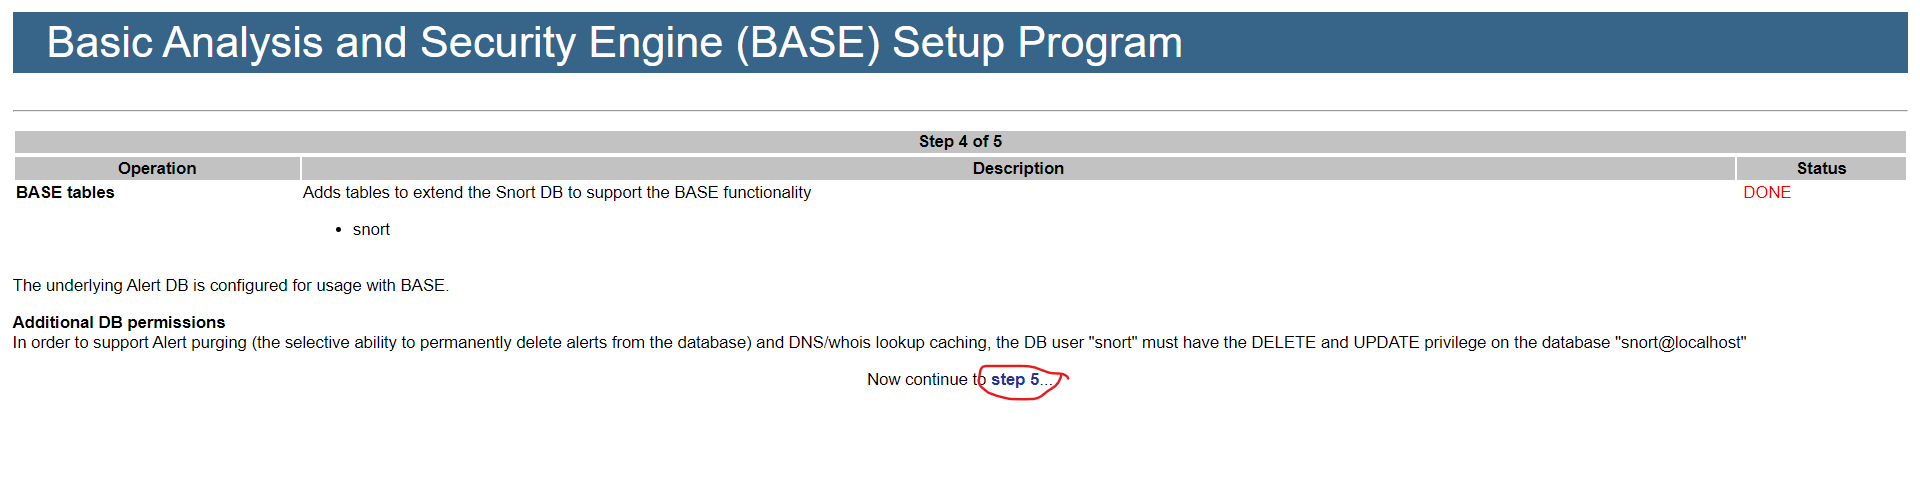 Basic Analysis and Security Engine (BASE) Setup Program
Step 4 of 5
Operation Description Status
BASE tables Adds tables to extend the Snort DB to support the BASE functionality DONE
• snort
The underlying Alert DB is configured for usage with BASE.
Additional DB permissions
In order to support Alert purging (the selective ability to permanently delete alerts from the database) and DNS/whois lookup caching, the DB user "snort" must have the DELETE and UPDATE privilege on the database "snort@localhost"
Now continue to step 5...